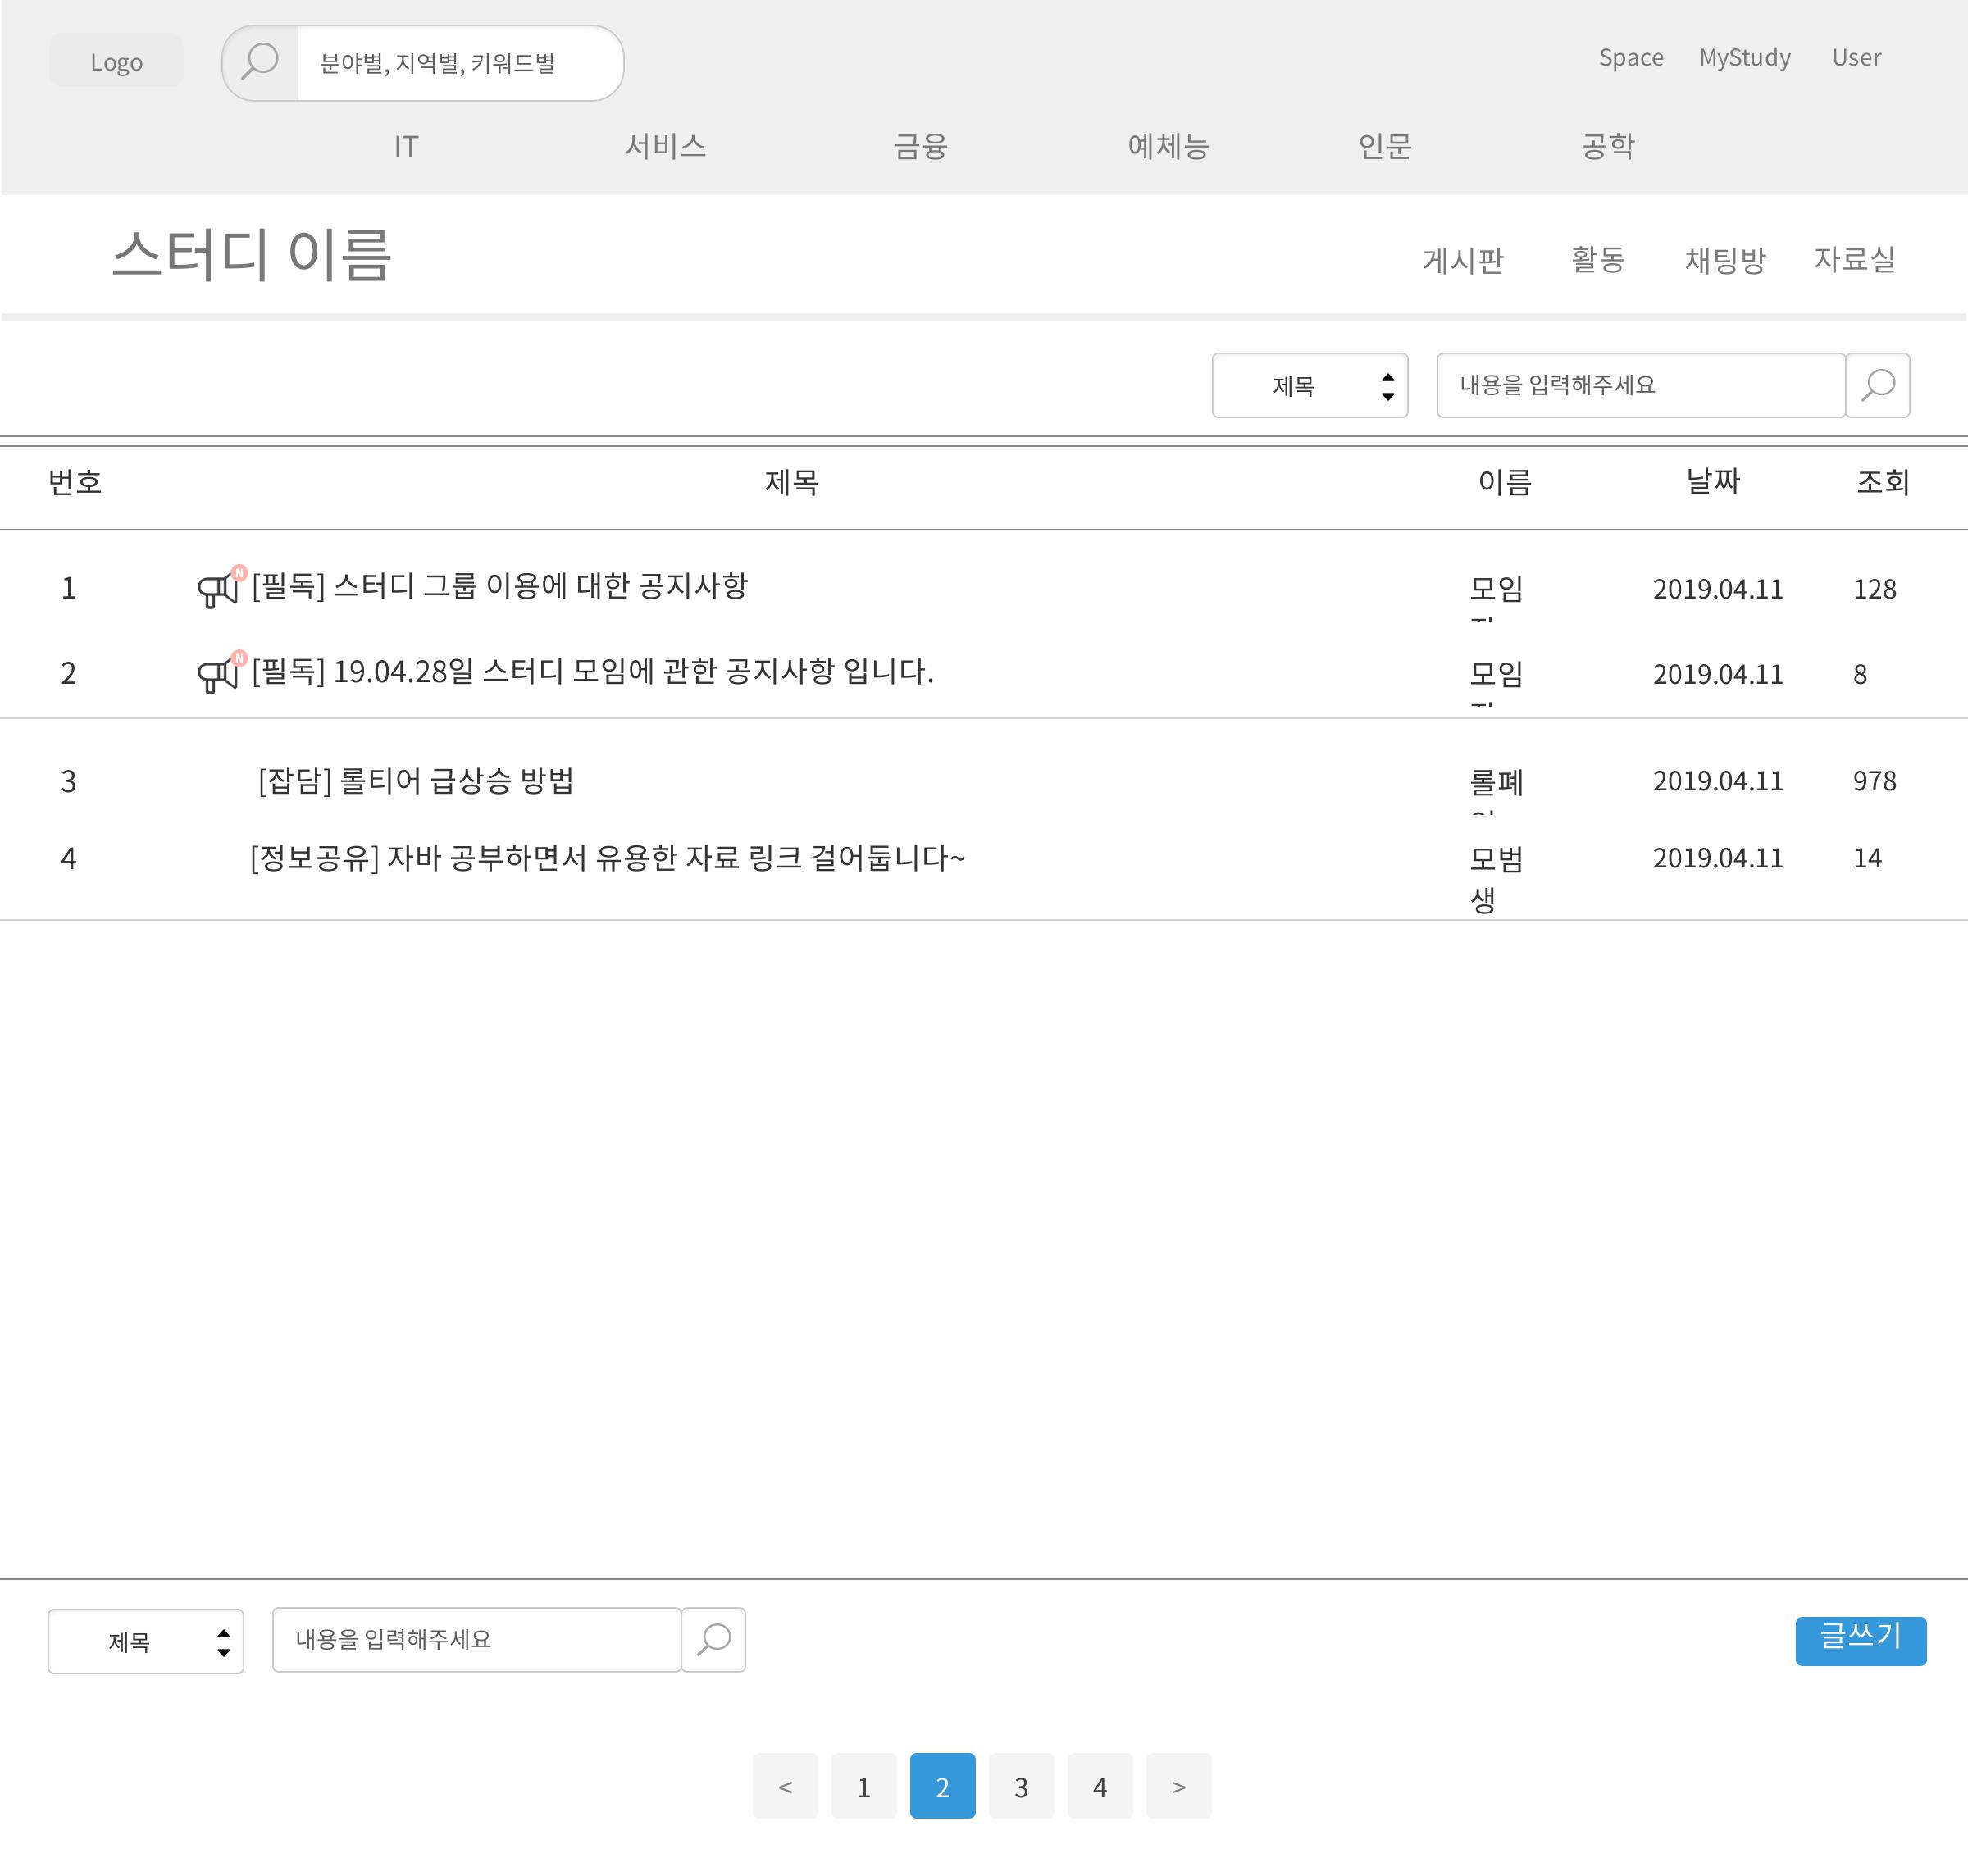 Logo
분야별, 지역별, 키워드별
Space MyStudy User
IT 서비스 금융 예체능 인문 공학
스터디 이름
게시판 활동 채팅방 자료실
제목 내용을 입력해주세요
번호 제목 이름 날짜 조회
1 N [필독] 스터디 그룹 이용에 대한 공지사항 모임 2019.04.11 128
2 N [필독] 19.04.28일 스터디 모임에 관한 공지사항 입니다. 모임 2019.04.11 8
3 [잡담] 롤티어 급상승 방법 롤폐 2019.04.11 978
4 [정보공유] 자바 공부하면서 유용한 자료 링크 걸어둡니다~ 모범 2019.04.11 14
생
제목 내용을 입력해주세요 글쓰기
< 1 2 3 4 >